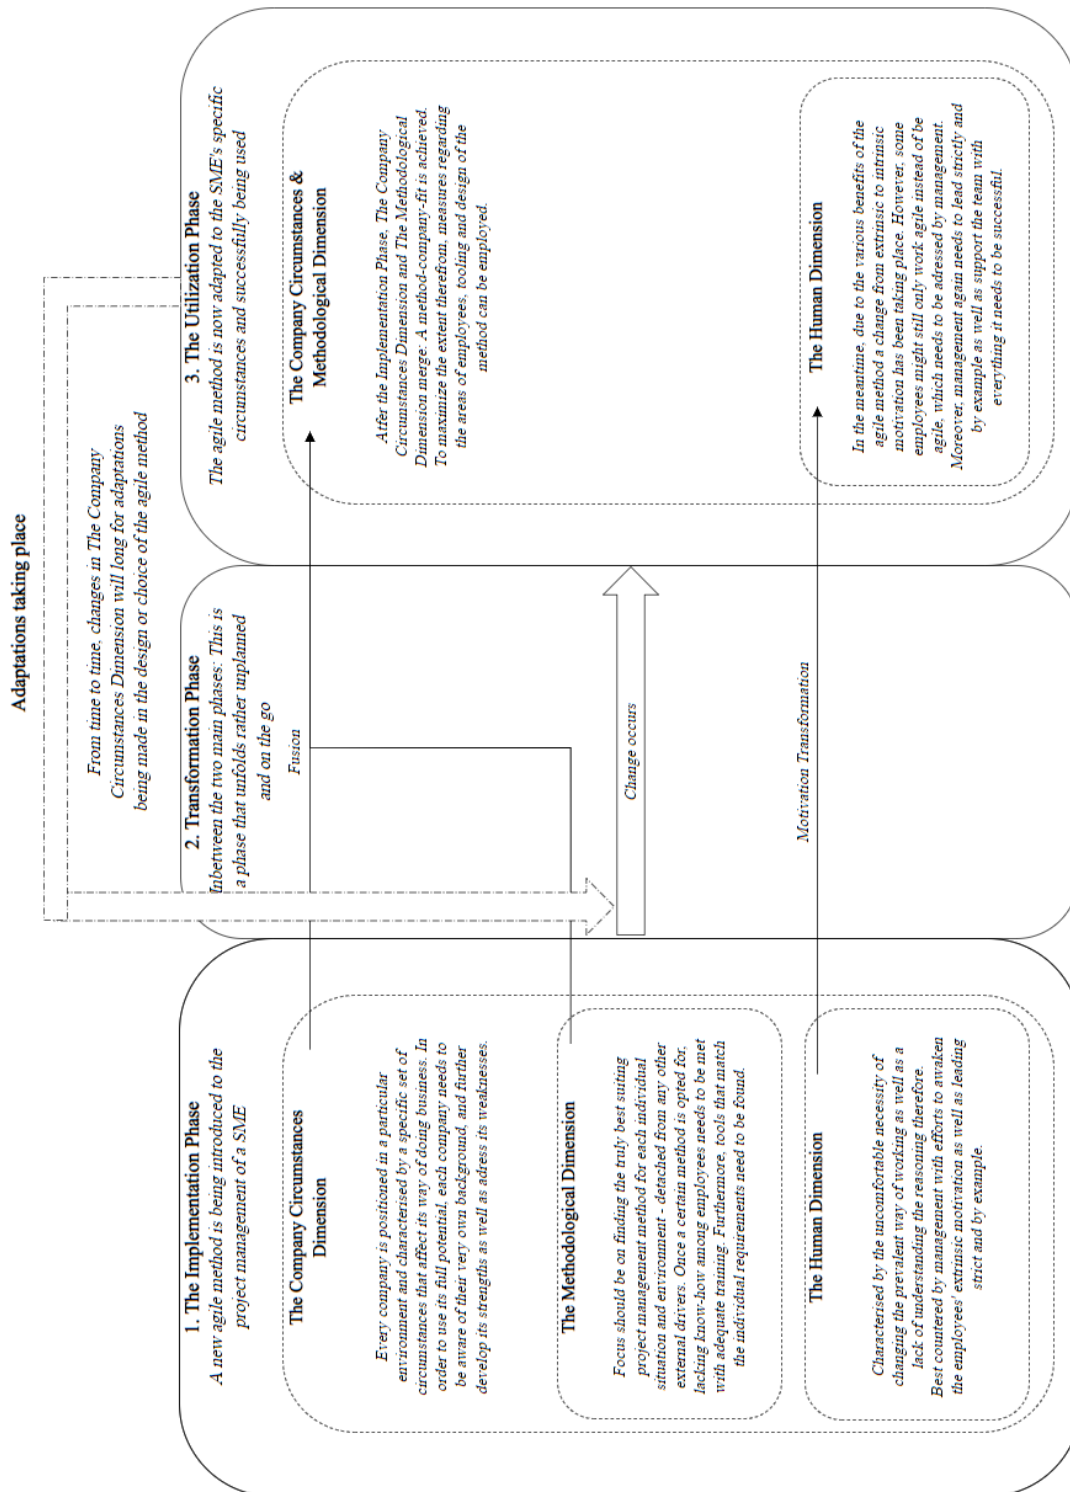 Adaptations taking place
From time to time, changes in The Company
Circumstances Dimension will long for adaptations
being made in the design or choice of the agile method
1. The Implementation Phase
A new agile method is being introduced to the
project management of a SME
The Company Circumstances
Dimension
Every company is positioned in a particular
environment and characterised by a specific set of
circumstances that affect its way of doing business. In
order to use its full potential, each company needs to
be aware of their very own background, and further
develop its strengths as well as adress its weaknesses.
The Methodological Dimension
Focus should be on finding the truly best suiting
project management method for each individual
situation and environment - detached from any other
external drivers. Once a certain method is opted for,
lacking know-how among employees needs to be met
with adequate training. Furthermore, tools that match
the individual requirements need to be found.
The Human Dimension
Characterised by the uncomfortable necessity of
changing the prevalent way of working as well as a
lack of understanding the reasoning therefore.
Best countered by management with efforts to awaken
the employees' extrinsic motivation as well as leading
strict and by example.
2. Transformation Phase
Inbetween the two main phases: This is
a phase that unfolds rather unplanned
and on the go
Fusion
Change occurs
Motivation Transformation
3. The Utilization Phase
The agile method is now adapted to the SME's specific
circumstances and successfully being used
The Company Circumstances &
Methodological Dimension
After the Implementation Phase, The Company
Circumstances Dimension and The Methodological
Dimension merge: A method-company-fit is achieved.
To maximize the extent therefrom, measures regarding
the areas of employees, tooling and design of the
method can be employed.
The Human Dimension
In the meantime, due to the various benefits of the
agile method a change from extrinsic to intrinsic
motivation has been taking place. However, some
employees might still only work agile instead of be
agile, which needs to be adressed by management.
Moreover, management again needs to lead strictly and
by example as well as support the team with
everything it needs to be successful.